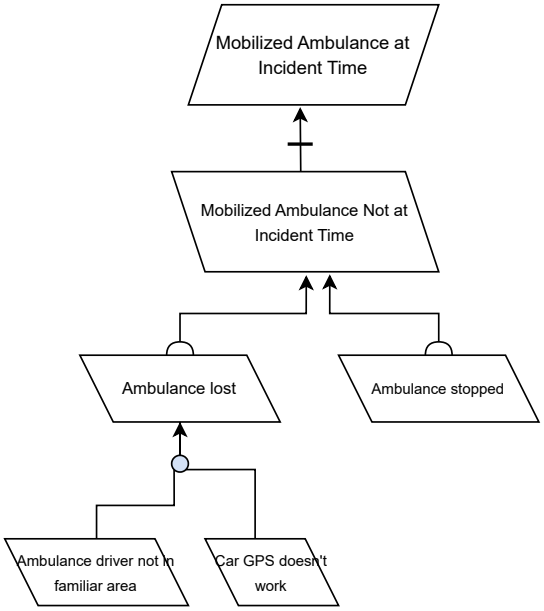 Mobilized Ambulance at
Incident Time
Mobilized Ambulance Not at
Incident Time
Ambulance lost
Ambulance stopped
Ambulance driver not in
familiar area
Car GPS doesn't
work